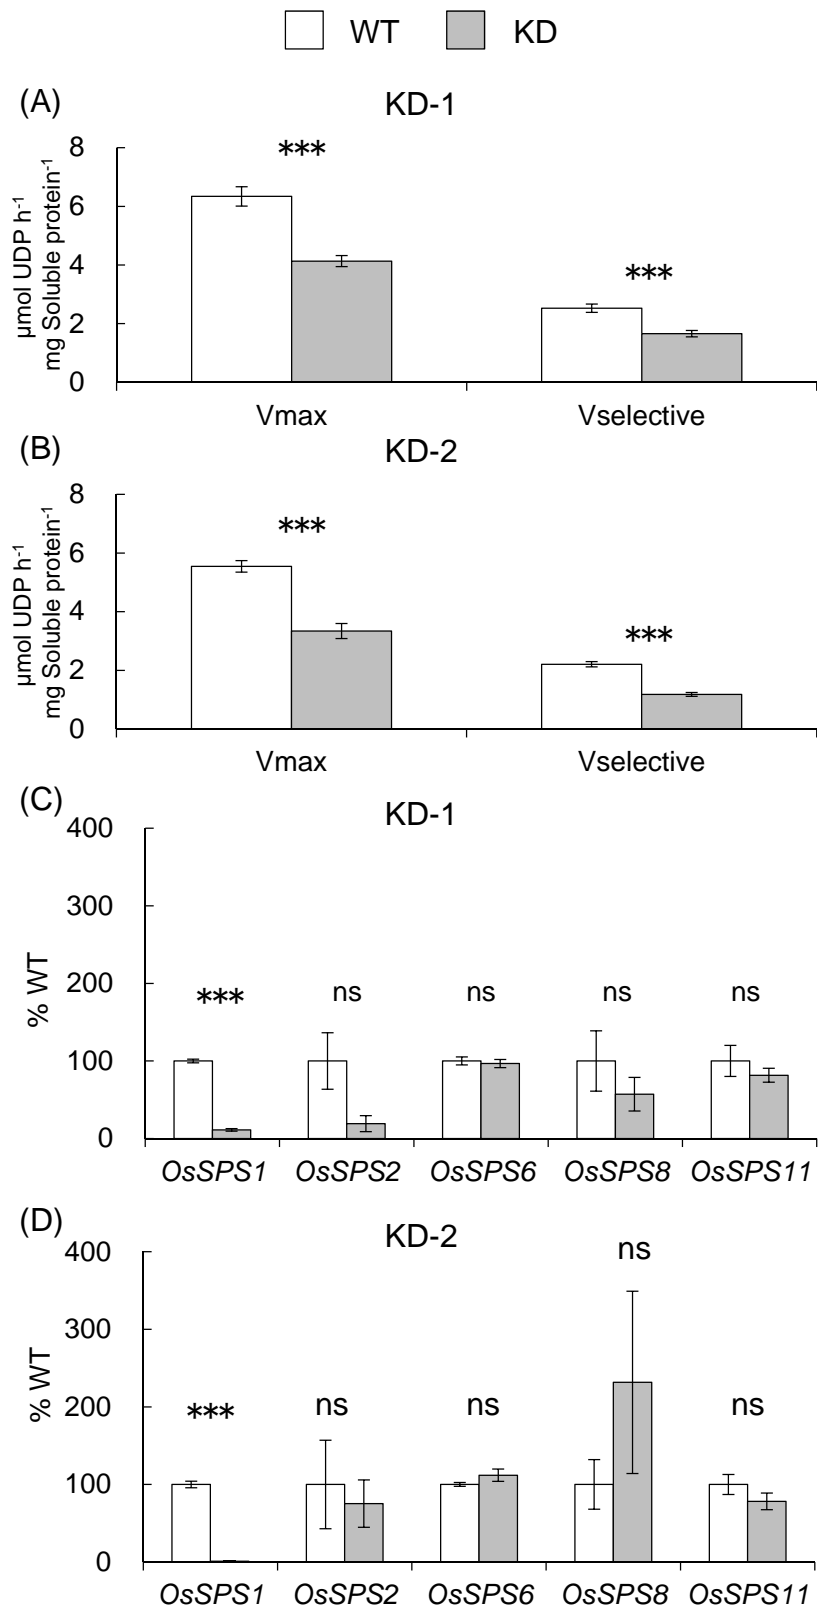 WT KD
(A) KD-1
8
6
4
2
0
µmol UDP h⁻¹
mg Soluble protein⁻¹
***
***
Vmax Vselective
(B) KD-2
8
6
4
2
0
µmol UDP h⁻¹
mg Soluble protein⁻¹
***
***
Vmax Vselective
(C) KD-1
400
300
200
100
0
% WT
*** ns ns ns ns
OsSPS1 OsSPS2 OsSPS6 OsSPS8 OsSPS11
(D) KD-2
400
300
200
100
0
% WT
*** ns ns ns ns
OsSPS1 OsSPS2 OsSPS6 OsSPS8 OsSPS11